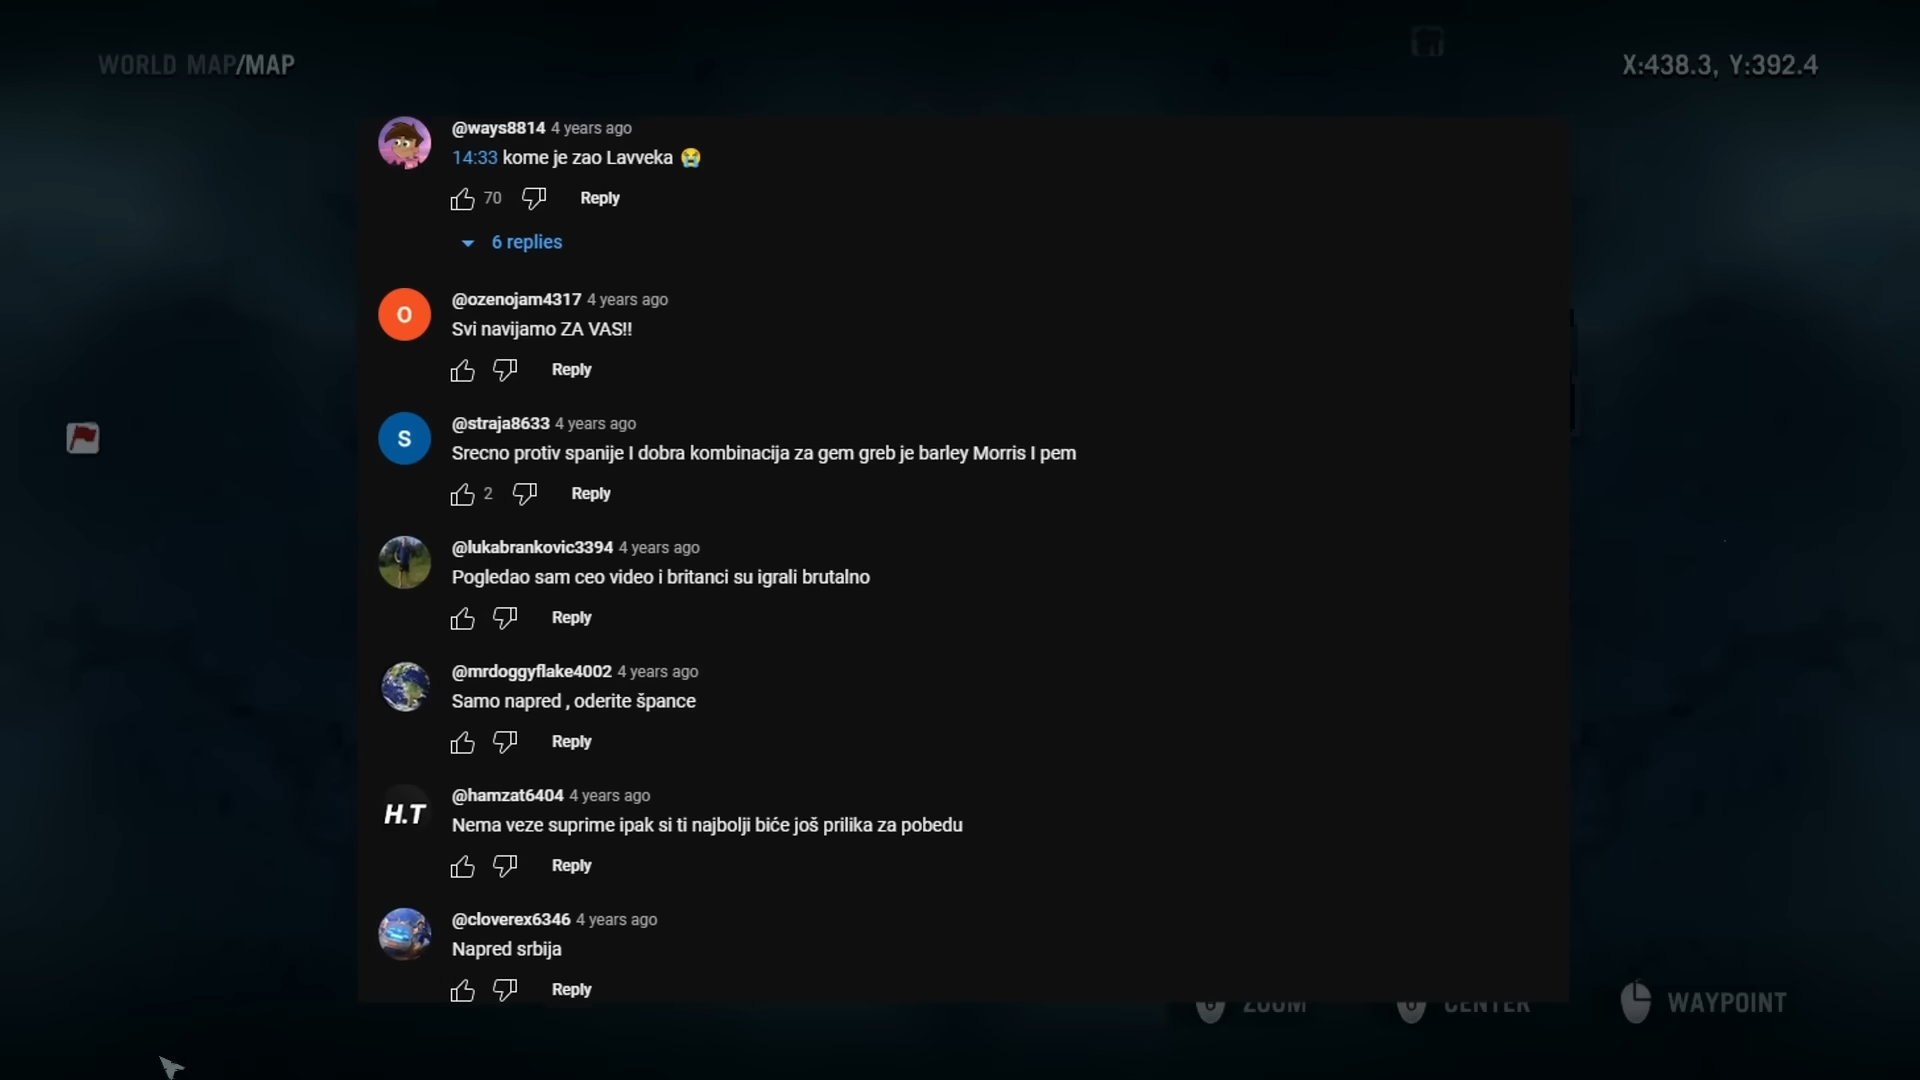 WORLD MAP/MAP
X:438.3, Y:392.4
@ways8814 4 years ago
14:33 kome je zao Lavveka 😭
70 Reply
6 replies
O
@ozenojam4317 4 years ago
Svi navijamo ZA VAS!!
Reply
S
@straja8633 4 years ago
Srecno protiv spanije I dobra kombinacija za gem greb je barley Morris I pem
2 Reply
@lukabrankovic3394 4 years ago
Pogledao sam ceo video i britanci su igrali brutalno
Reply
@mrdoggyflake4002 4 years ago
Samo napred , oderite špance
Reply
H.T
@hamzat6404 4 years ago
Nema veze suprime ipak si ti najbolji biće još prilika za pobedu
Reply
@cloverex6346 4 years ago
Napred srbija
Reply
ZOOM CENTER WAYPOINT